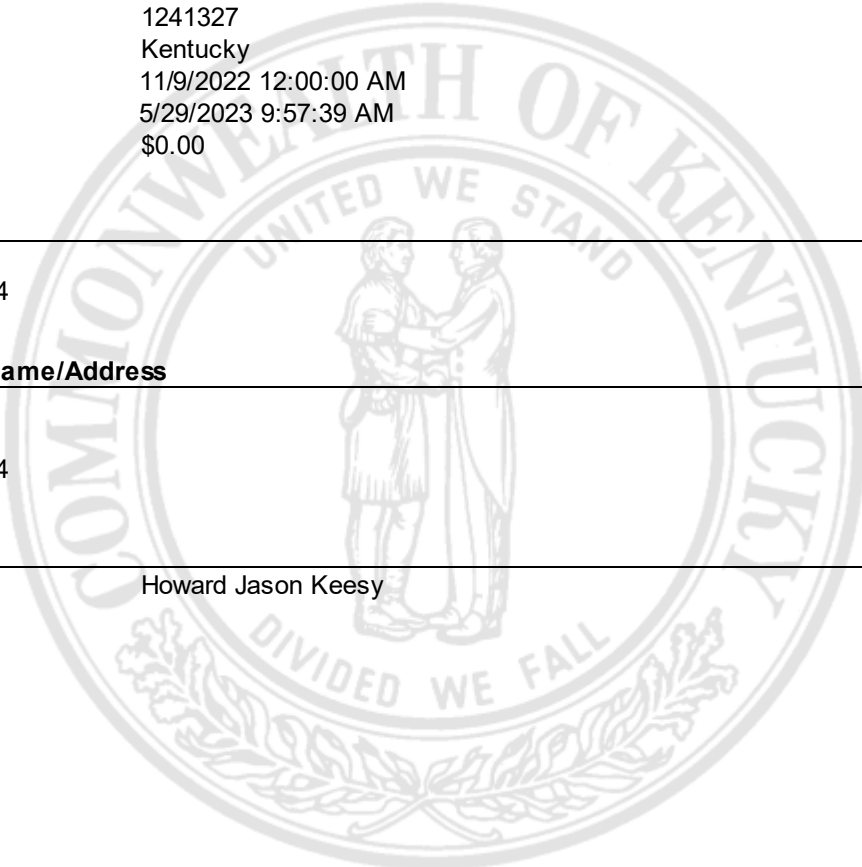 1241327
Kentucky
11/9/2022 12:00:00 AM
5/29/2023 9:57:39 AM
$0.00
4
ame/Address
4
Howard Jason Keesy
COMMONWEALTH OF KENTUCKY
UNITED WE STAND
DIVIDED WE FALL